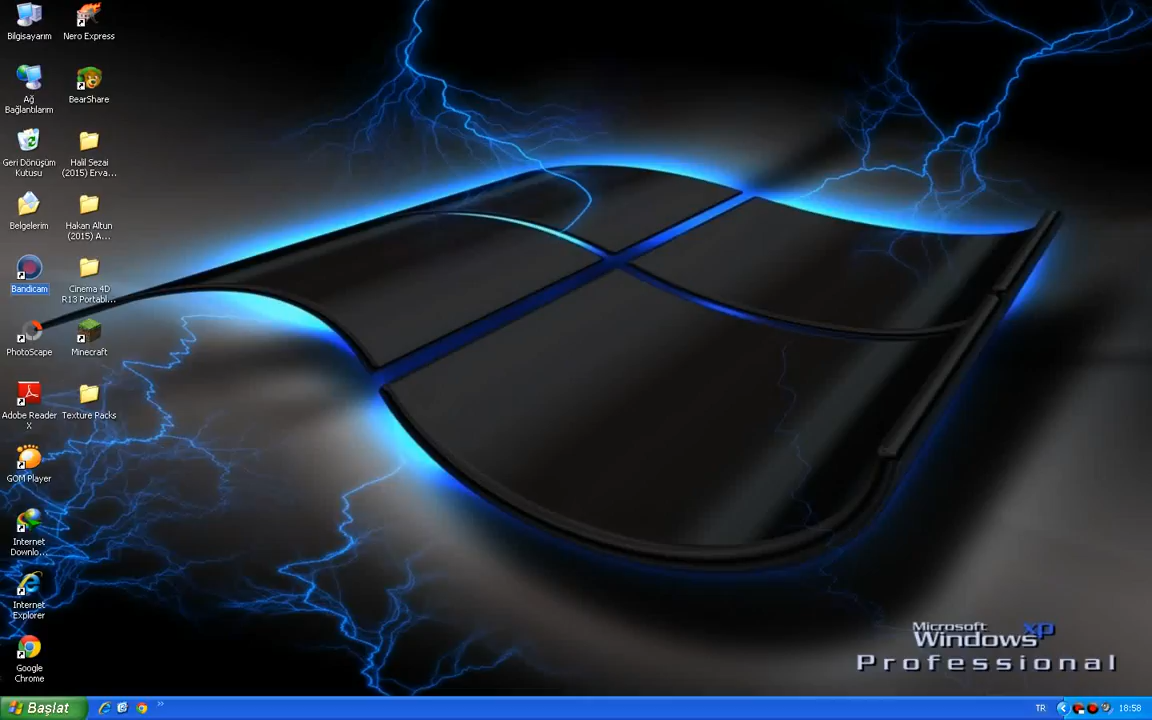 Bilgisayarım
Nero Express
Ağ
Bağlantılarım
BearShare
Geri Dönüşüm
Kutusu
Halil Sezai
(2015) Erva...
Belgelerim
Hakan Altun
(2015) A...
Bandicam
Cinema 4D
R13 Portabl...
PhotoScape
Minecraft
Adobe Reader
X
Texture Packs
GOM Player
Internet
Downlo...
Internet
Explorer
Google
Chrome
Microsoft
Windows xp
Professional
Başlat
TR
18:58